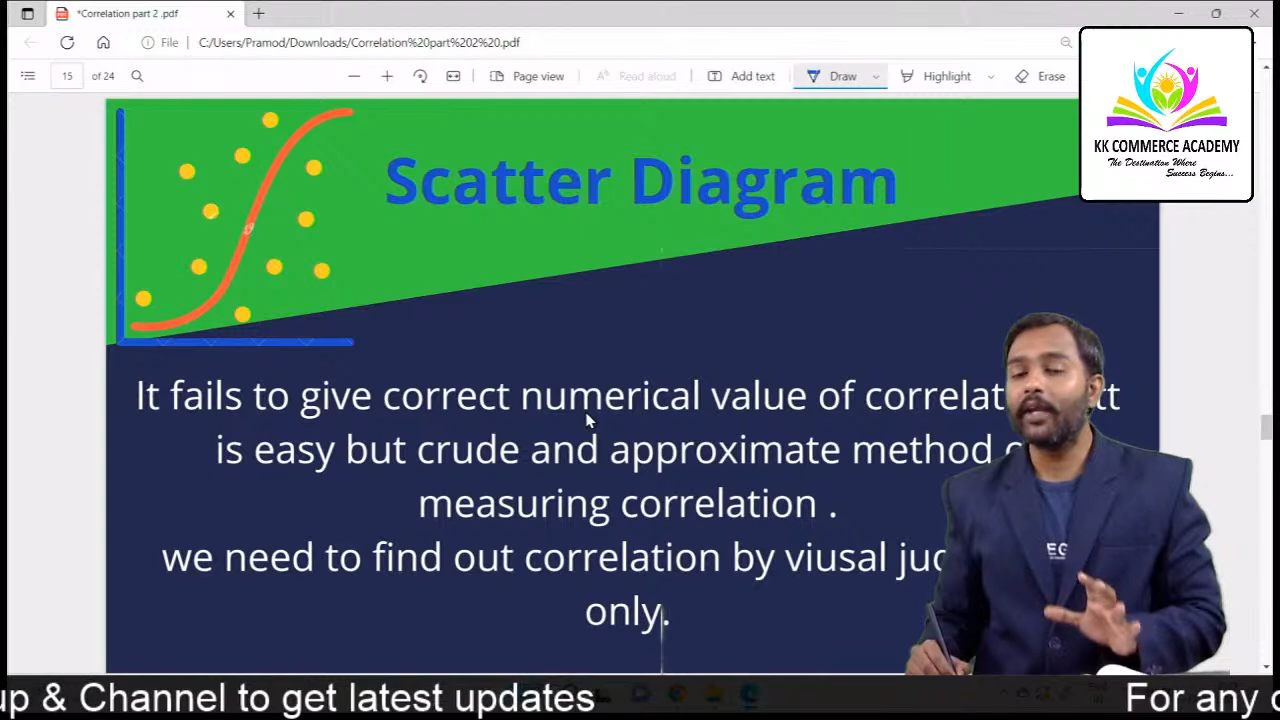 *Correlation part 2 .pdf
File
C:/Users/Pramod/Downloads/Correlation%20part%202%20.pdf
15 of 24
Page view
Read aloud
Add text
Draw
Highlight
Erase
KK COMMERCE ACADEMY
The Destination Where
Success Begins...
Scatter Diagram
It fails to give correct numerical value of
is easy but crude and approximate method
measuring correlation .
we need to find out correlation by viusal
only.
& Channel to get latest updates
For any